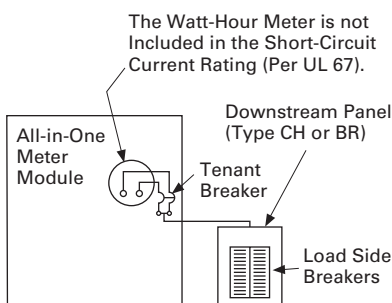 The Watt-Hour Meter is not
Included in the Short-Circuit
Current Rating (Per UL 67).
Downstream Panel
(Type CH or BR)
All-in-One
Meter
Module
Tenant
Breaker
Load Side
Breakers